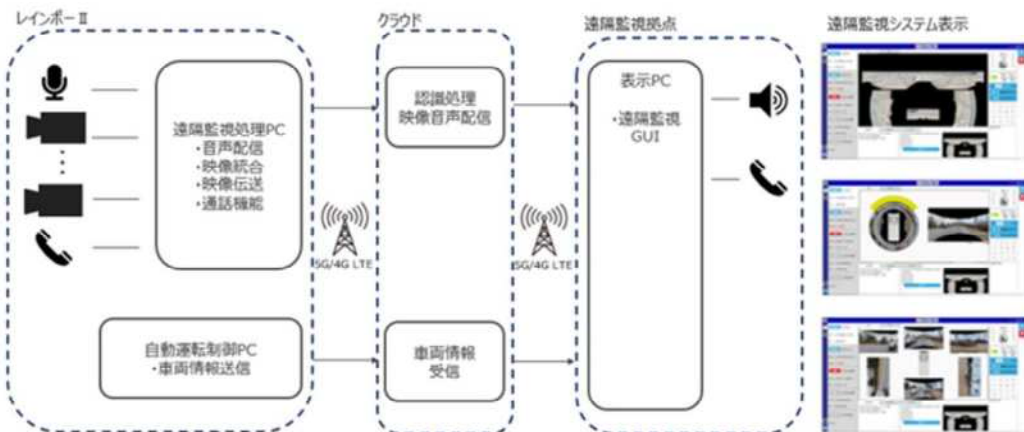 レインボーⅡ
クラウド
遠隔監視拠点
遠隔監視システム表示
遠隔監視処理PC
・音声配信
・映像統合
・映像伝送
・通話機能
認識処理
映像音声配信
表示PC
・遠隔監視
GUI
5G/4G LTE
5G/4G LTE
自動運転制御PC
・車両情報送信
車両情報
受信